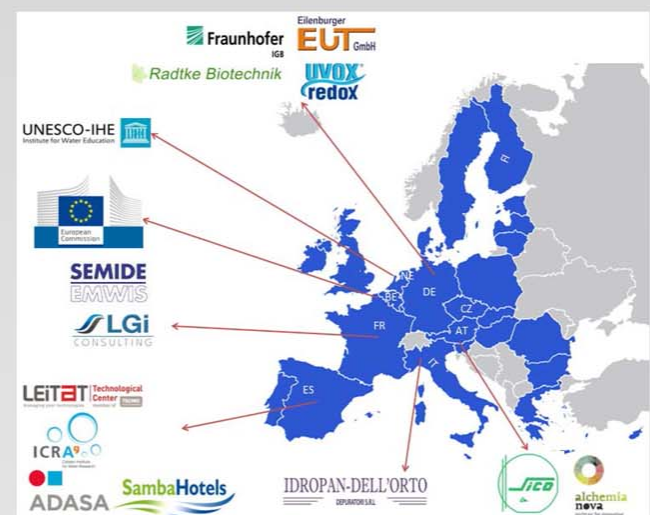 Fraunhofer
IGB
Eilenburger
EUT GmbH
Radtke Biotechnik
UVOX
redox
UNESCO-IHE
Institute for Water Education
European
Commission
SEMIDE
EMWIS
LGi
CONSULTING
LEITAT Technological
Center
ICRA
ADASA
SambaHotels
IDROPAN-DELL'ORTO
DEPURATORI S.R.L.
SICO
alchemia
nova
FI
NE
BE
DE
CZ
FR
AT
IT
ES